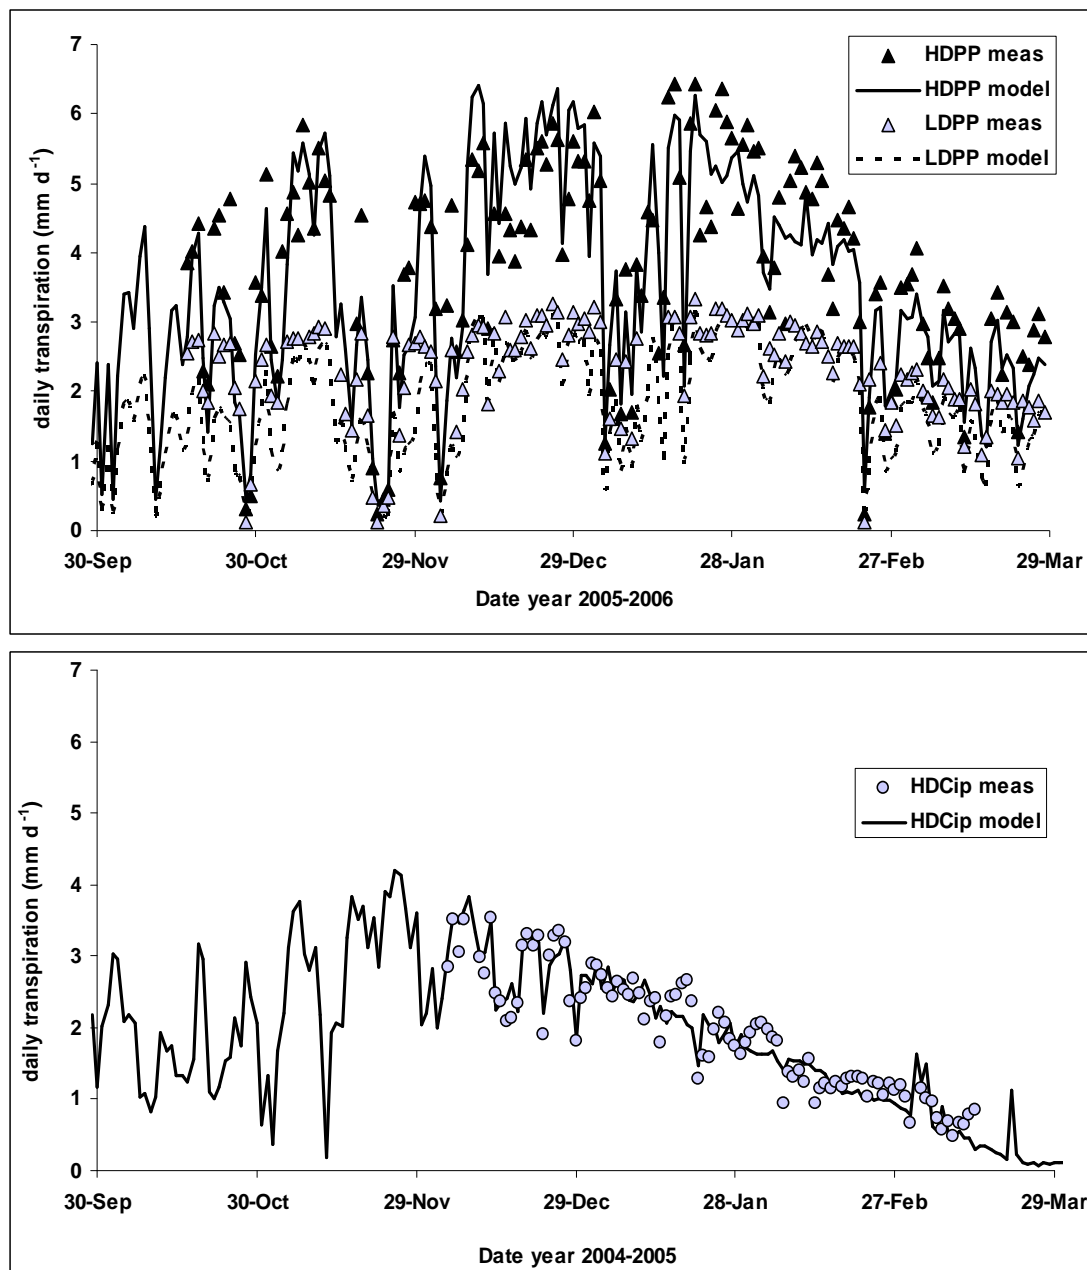 7
6
5
4
3
2
1
0
daily transpiration (mm d⁻¹)
HDPP meas
HDPP model
LDPP meas
LDPP model
30-Sep 30-Oct 29-Nov 29-Dec 28-Jan 27-Feb 29-Mar
Date year 2005-2006
7
6
5
4
3
2
1
0
daily transpiration (mm d⁻¹)
HDCip meas
HDCip model
30-Sep 30-Oct 29-Nov 29-Dec 28-Jan 27-Feb 29-Mar
Date year 2004-2005